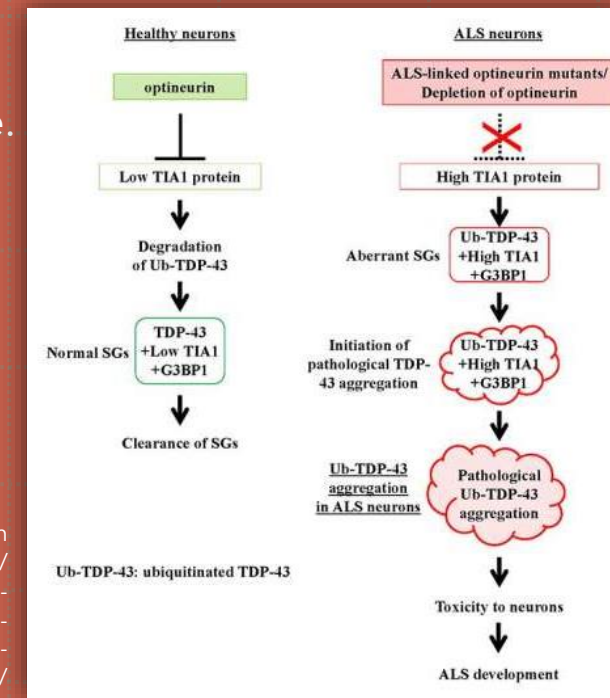 e.
Healthy neurons
optineurin
Low TIA1 protein
Degradation
of Ub-TDP-43
Normal SGs
TDP-43
+Low TIA1
+G3BP1
Clearance of SGs
Ub-TDP-43: ubiquitinated TDP-43
ALS neurons
ALS-linked optineurin mutants/
Depletion of optineurin
High TIA1 protein
Aberrant SGs
Ub-TDP-43
+High TIA1
+G3BP1
Initiation of
pathological TDP-
43 aggregation
Ub-TDP-43
+High TIA1
+G3BP1
Ub-TDP-43
aggregation
in ALS neurons
Pathological
Ub-TDP-43
aggregation
Toxicity to neurons
ALS development
n
/
-
-
-
/